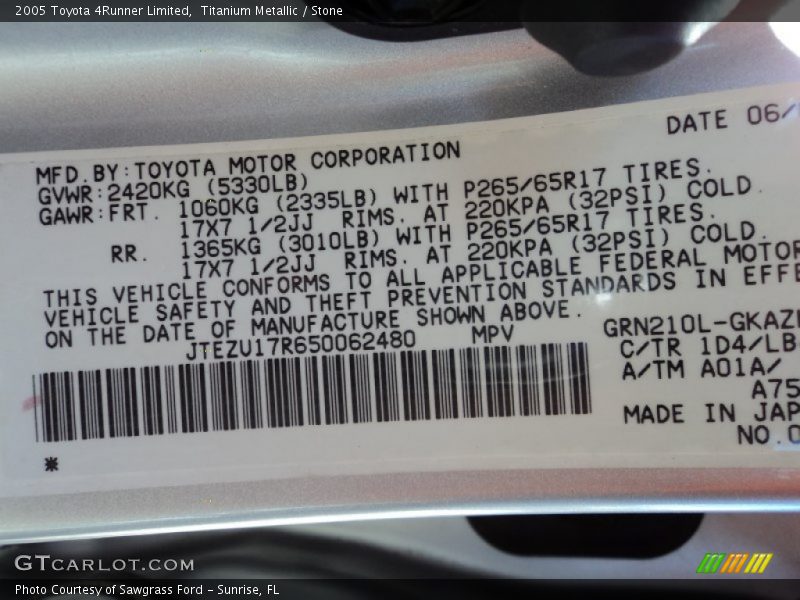 2005 Toyota 4Runner Limited, Titanium Metallic / Stone
DATE 06/
MFD.BY:TOYOTA MOTOR CORPORATION
GVWR:2420KG (5330LB)
GAWR:FRT. 1060KG (2335LB) WITH P265/65R17 TIRES.
17X7 1/2JJ RIMS. AT 220KPA (32PSI) COLD.
RR. 1365KG (3010LB) WITH P265/65R17 TIRES.
17X7 1/2JJ RIMS. AT 220KPA (32PSI) COLD.
THIS VEHICLE CONFORMS TO ALL APPLICABLE FEDERAL MOTOR
VEHICLE SAFETY AND THEFT PREVENTION STANDARDS IN EFFE
ON THE DATE OF MANUFACTURE SHOWN ABOVE.
JTEZU17R650062480 MPV
GRN210L-GKAZ
C/TR 1D4/LB
A/TM A01A/
A75
MADE IN JAP
NO.
*
GTCARLOT.COM
Photo Courtesy of Sawgrass Ford - Sunrise, FL